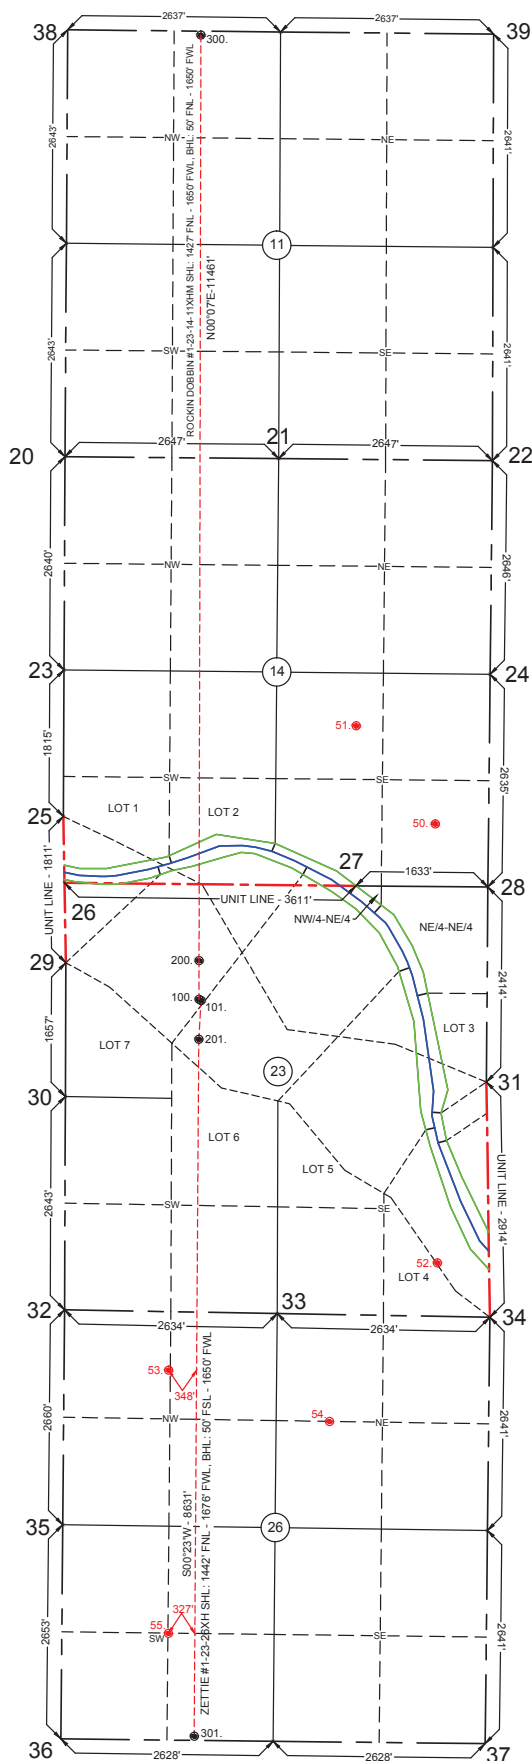 2637'
2637'
38
39
300.
2643'
NW
NE
2641'
ROCKIN DOBBIN #1-23-14-11XHM SHL: 1427' FNL - 1650' FWL, BHL: 50' FNL - 1650' FWL
N00°07'E-11461'
11
2643'
SW
SE
2641'
20
2647'
21
2647'
22
2640'
NW
NE
2646'
23
14
24
51.
1815'
SW
SE
2635'
LOT 1
LOT 2
25
50.
27
1633'
28
26
UNIT LINE - 1811'
UNIT LINE - 3611'
NW/4-NE/4
NE/4-NE/4
29
200.
2414'
100.
101.
LOT 3
1657'
LOT 7
201.
23
31
30
LOT 6
LOT 5
UNIT LINE - 2914'
2643'
SW
SE
52.
LOT 4
32
33
34
2634'
2634'
53.
348'
2660'
NW
54.
NE
2641'
S00°23'W - 8631'
ZETTIE #1-23-26XH SHL: 1442' FNL - 1676' FWL, BHL: 50' FSL - 1650' FWL
35
26
327'
55.
SW
SE
2653'
2641'
301.
36
37
2628'
2628'